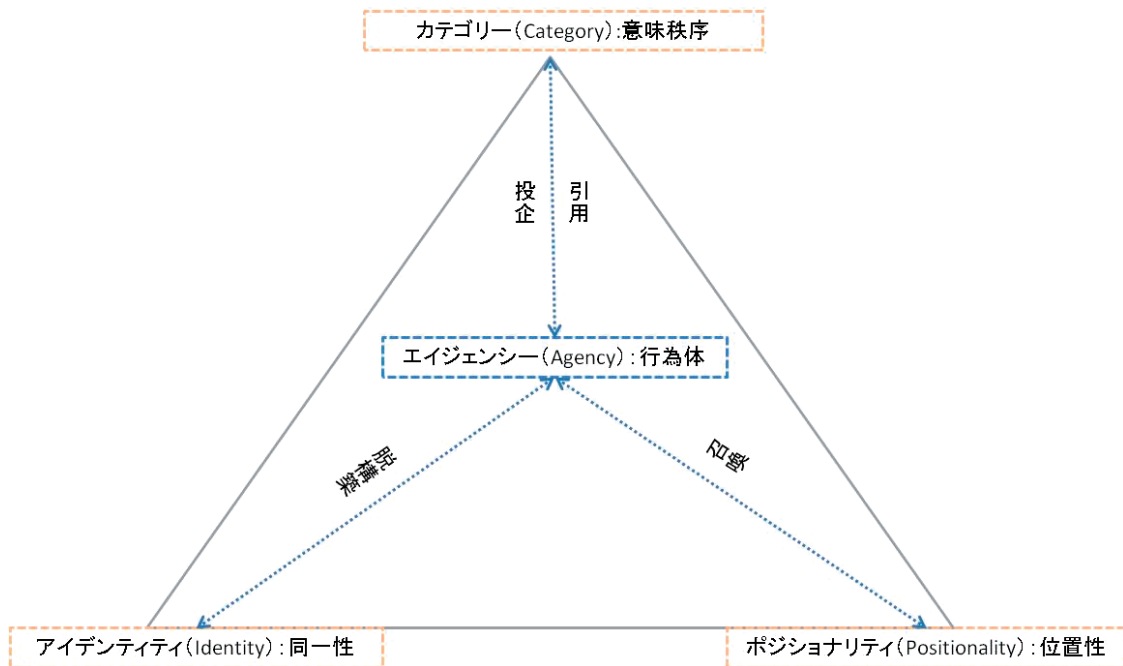 カテゴリー(Category):意味秩序
投企
引用
エイジェンシー(Agency):行為体
脱構築
召喚
アイデンティティ(Identity):同一性
ポジショナリティ(Positionality):位置性